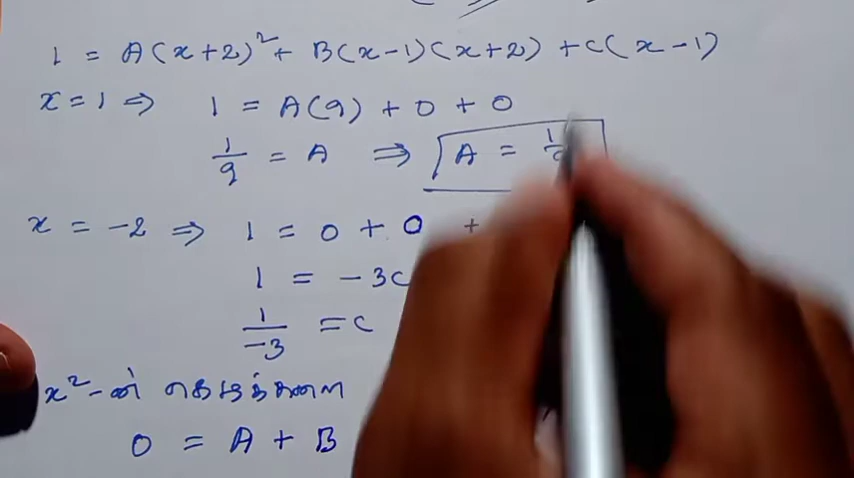 1 = A(x+2)² + B(x-1)(x+2) + C(x-1)
x = 1 ⇒ 1 = A(9) + 0 + 0
1/9 = A ⇒ A = 1/
x = -2 ⇒ 1 = 0 + 0 +
1 = -3C
1/-3 = C
x² - ன்
0 = A + B